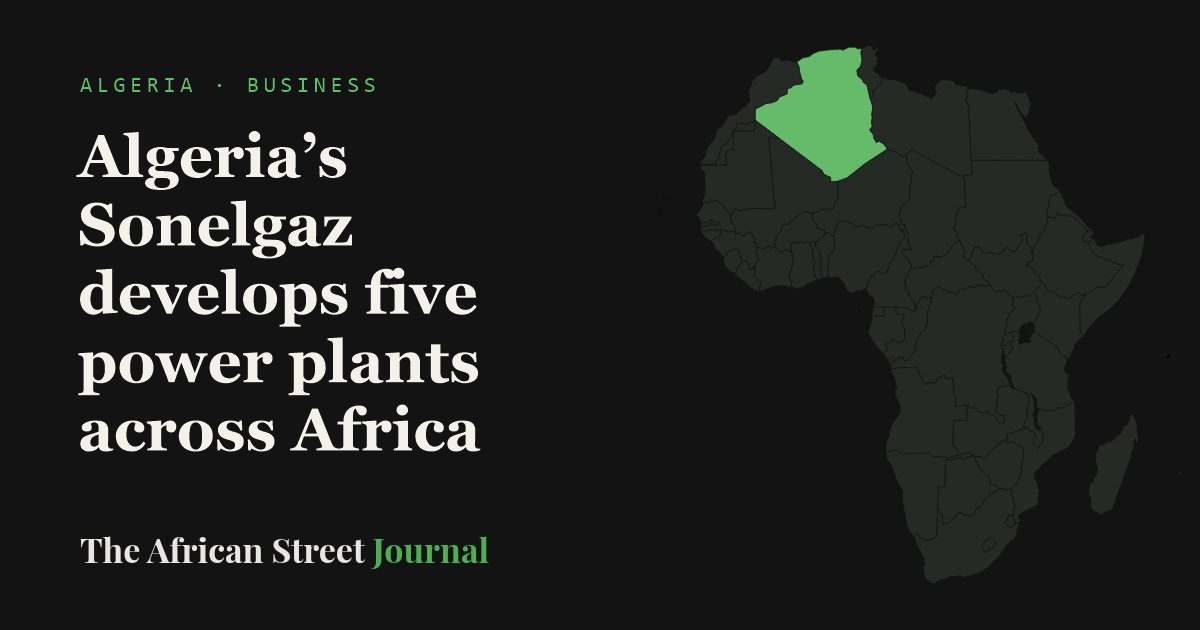 ALGERIA · BUSINESS
Algeria’s
Sonelgaz
develops five
power plants
across Africa
The African Street Journal